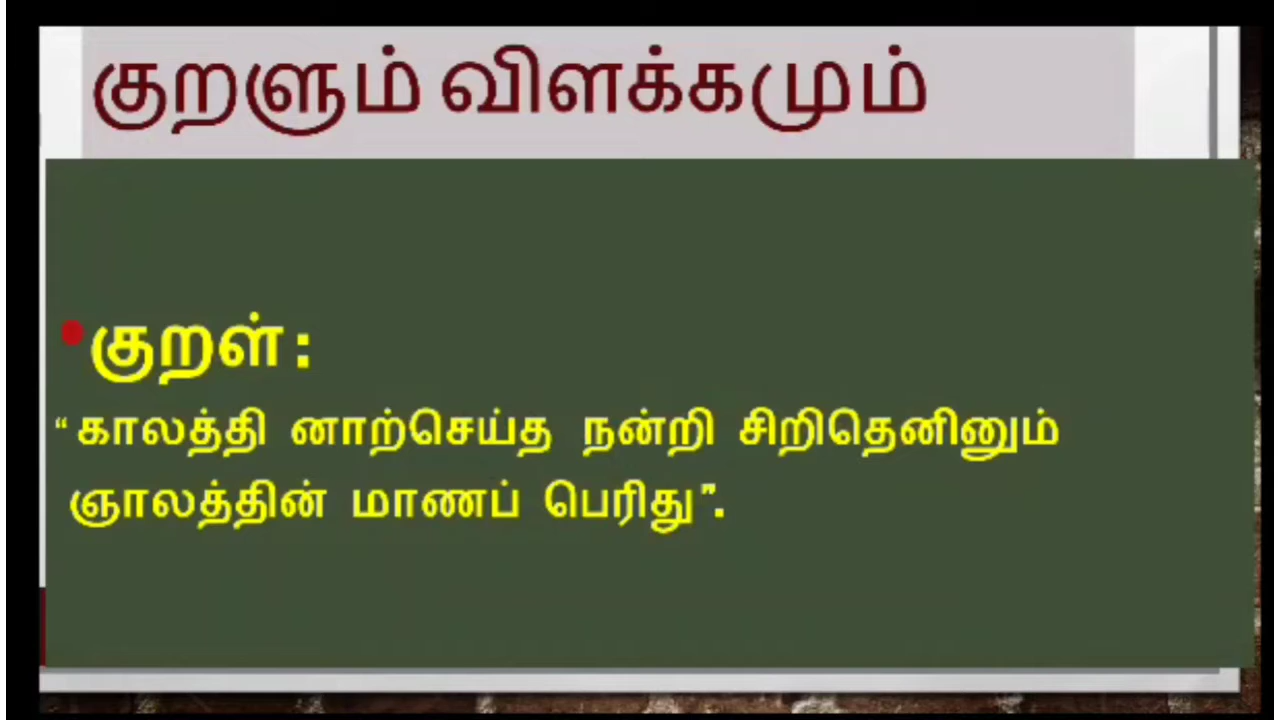 குறளும் விளக்கமும்
•குறள்:
“காலத்தி னாற்செய்த நன்றி சிறிதெனினும்
ஞாலத்தின் மாணப் பெரிது”.